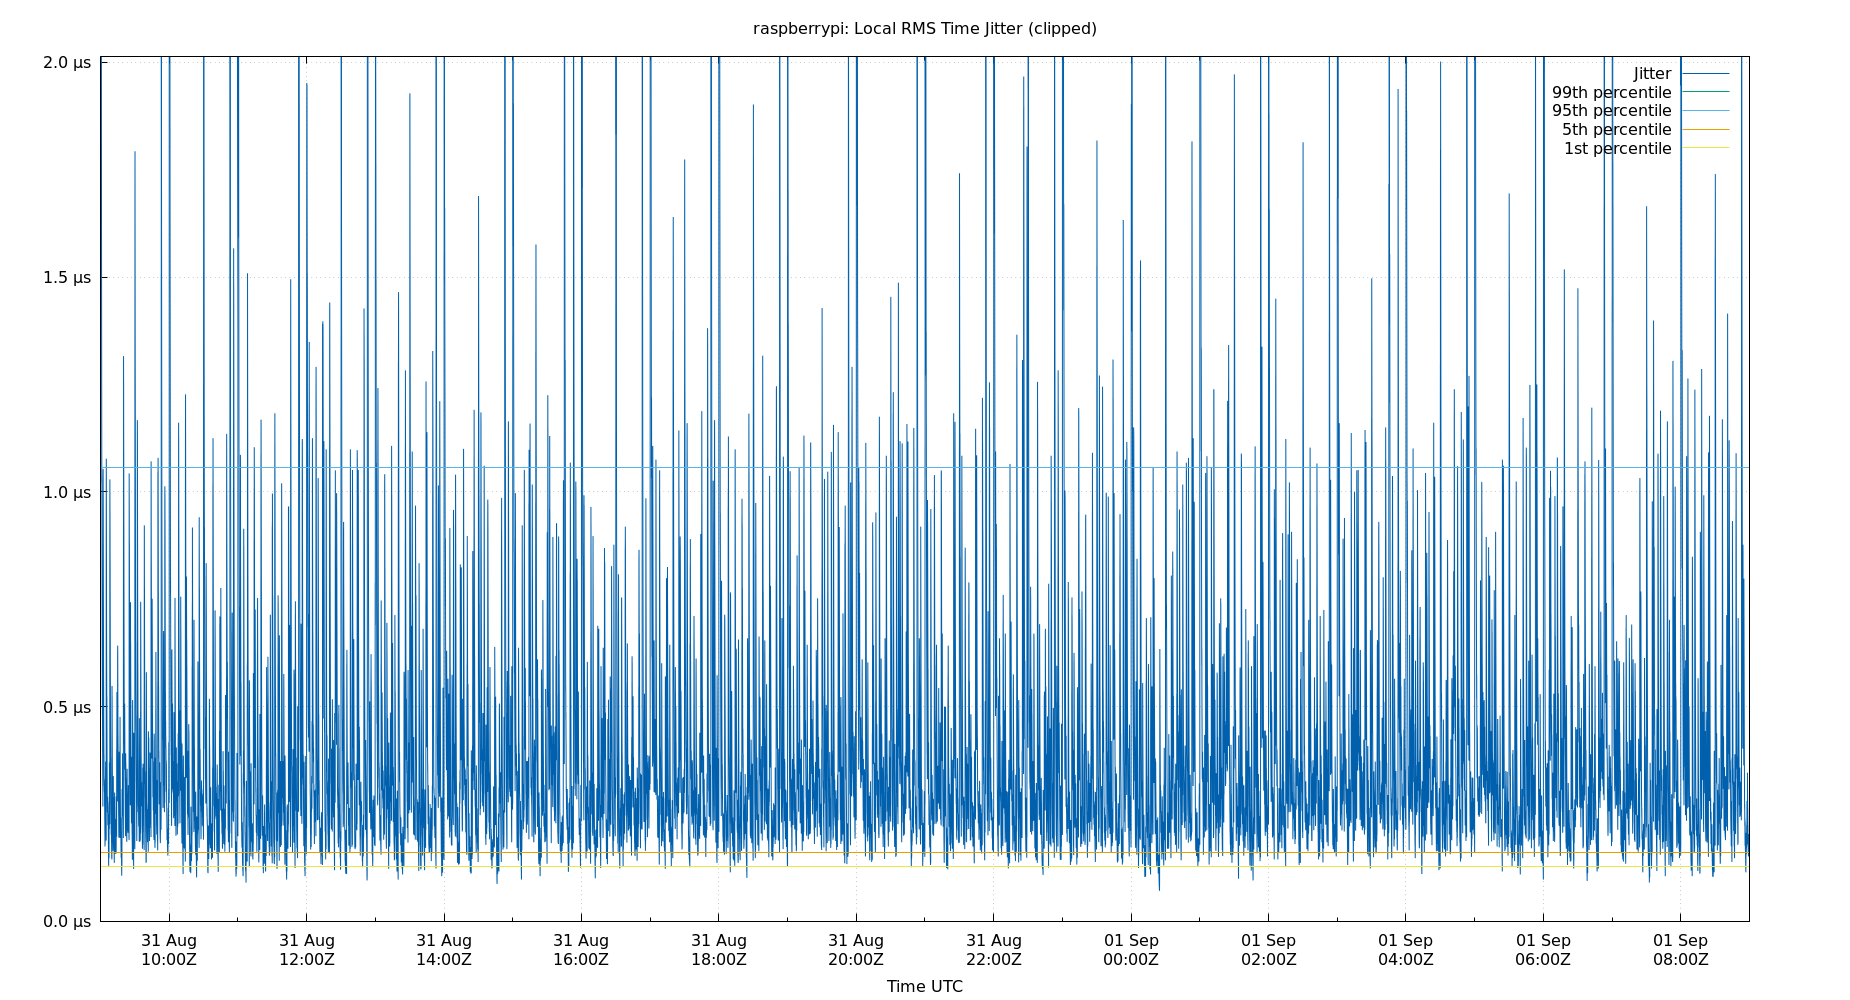 raspberrypi: Local RMS Time Jitter (clipped)
2.0 µs
1.5 µs
1.0 µs
0.5 µs
0.0 µs
Jitter
99th percentile
95th percentile
5th percentile
1st percentile
31 Aug 31 Aug 31 Aug 31 Aug 31 Aug 31 Aug 31 Aug 01 Sep 01 Sep 01 Sep 01 Sep 01 Sep
10:00Z 12:00Z 14:00Z 16:00Z 18:00Z 20:00Z 22:00Z 00:00Z 02:00Z 04:00Z 06:00Z 08:00Z
Time UTC